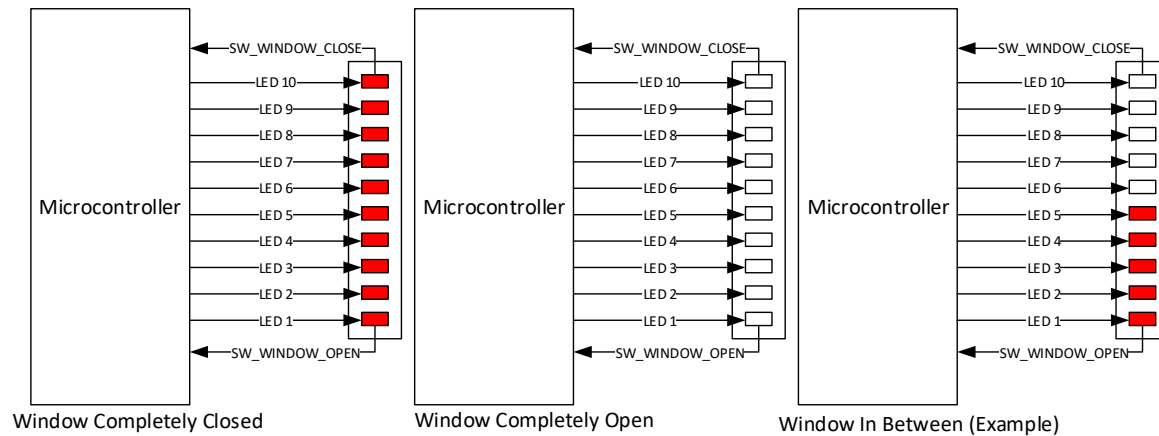 SW_WINDOW_CLOSE
LED 10
LED 9
LED 8
LED 7
LED 6
Microcontroller
LED 5
LED 4
LED 3
LED 2
LED 1
SW_WINDOW_OPEN
Window Completely Closed
SW_WINDOW_CLOSE
LED 10
LED 9
LED 8
LED 7
LED 6
Microcontroller
LED 5
LED 4
LED 3
LED 2
LED 1
SW_WINDOW_OPEN
Window Completely Open
SW_WINDOW_CLOSE
LED 10
LED 9
LED 8
LED 7
LED 6
Microcontroller
LED 5
LED 4
LED 3
LED 2
LED 1
SW_WINDOW_OPEN
Window In Between (Example)